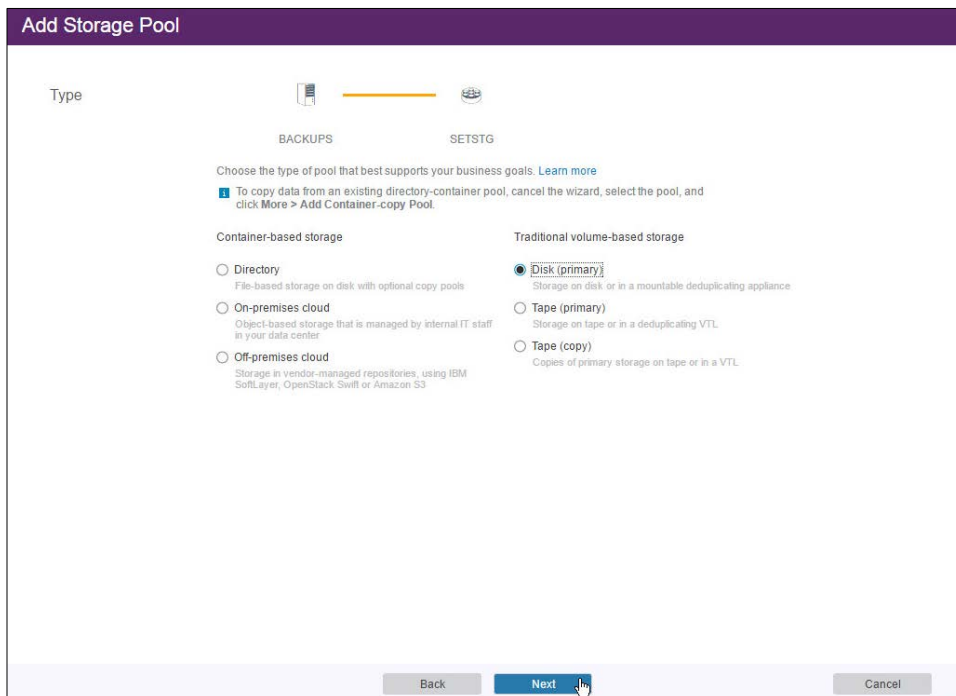 Add Storage Pool
Type
BACKUPS
SETSTG
Choose the type of pool that best supports your business goals. Learn more
To copy data from an existing directory-container pool, cancel the wizard, select the pool, and
click More > Add Container-copy Pool.
Container-based storage
Directory
File-based storage on disk with optional copy pools
On-premises cloud
Object-based storage that is managed by internal IT staff
in your data center
Off-premises cloud
Storage in vendor-managed repositories, using IBM
SoftLayer, OpenStack Swift or Amazon S3
Traditional volume-based storage
Disk (primary)
Storage on disk or in a mountable deduplicating appliance
Tape (primary)
Storage on tape or in a deduplicating VTL
Tape (copy)
Copies of primary storage on tape or in a VTL
Back
Next
Cancel